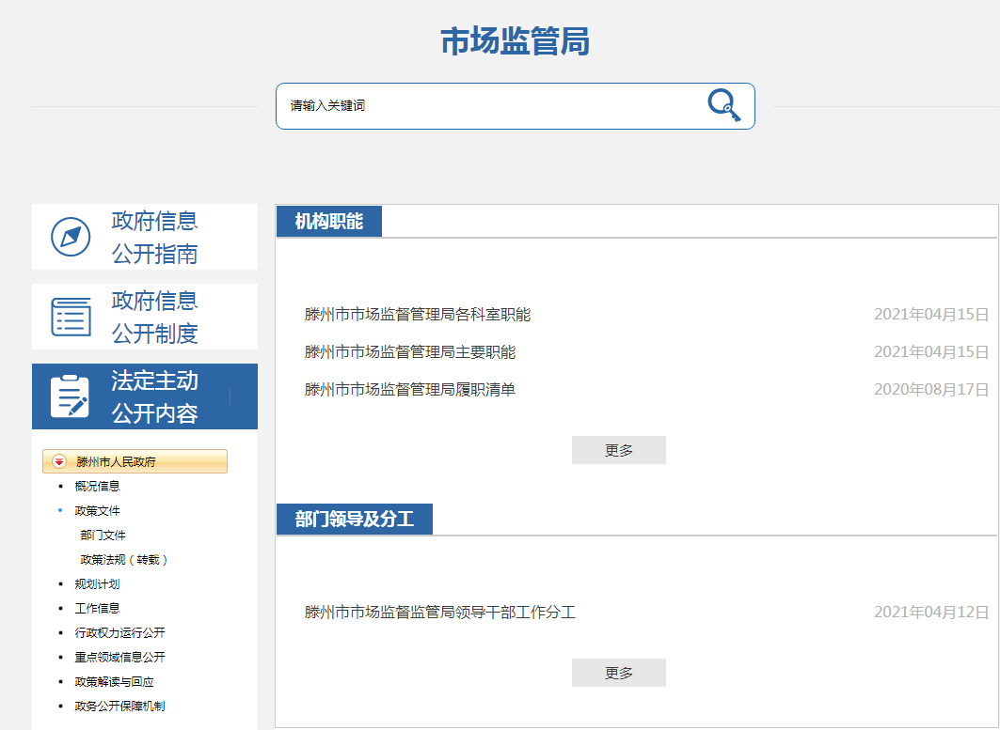 市场监管局
请输入关键词
政府信息
公开指南
政府信息
公开制度
法定主动
公开内容
滕州市人民政府
概况信息
政策文件
部门文件
政策法规（转载）
规划计划
工作信息
行政权力运行公开
重点领域信息公开
政策解读与回应
政务公开保障机制
机构职能
滕州市市场监督管理局各科室职能 2021年04月15日
滕州市市场监督管理局主要职能 2021年04月15日
滕州市市场监督管理局履职清单 2020年08月17日
更多
部门领导及分工
滕州市市场监督监管局领导干部工作分工 2021年04月12日
更多